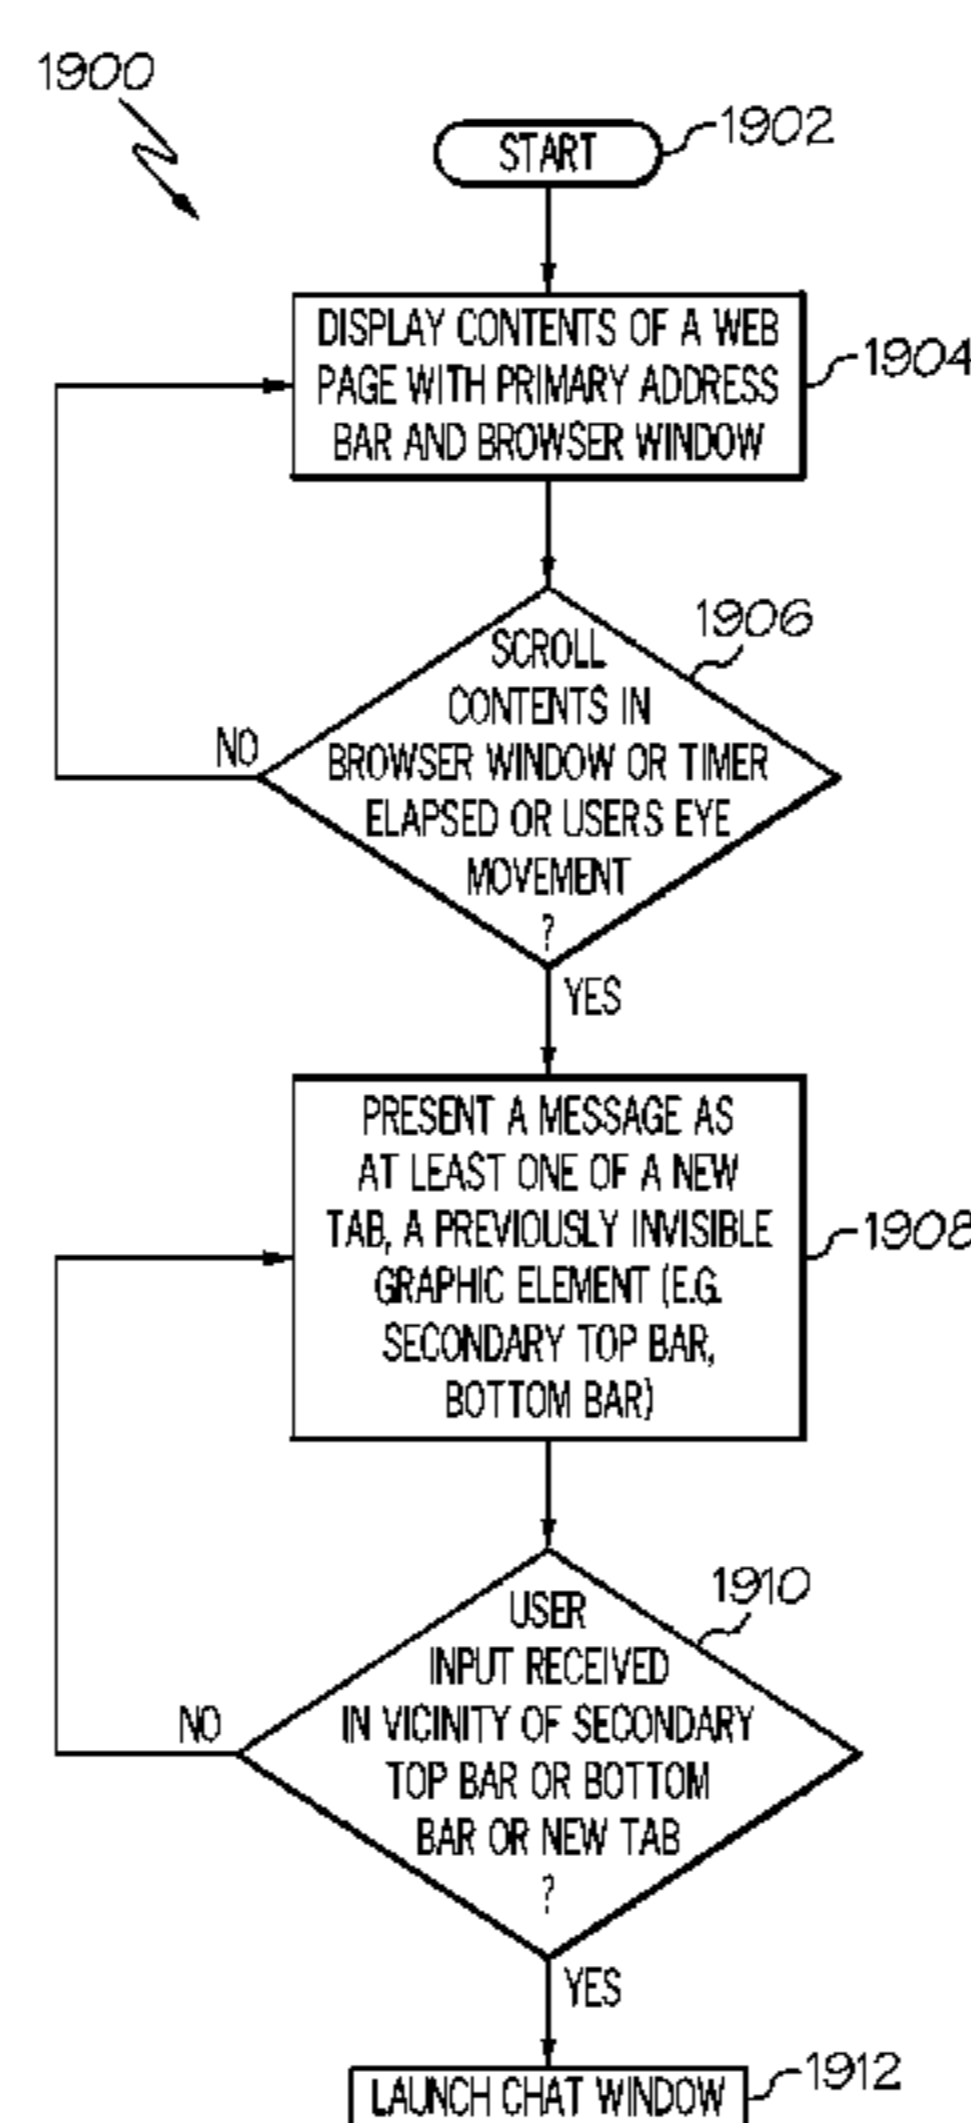 1900
START
1902
DISPLAY CONTENTS OF A WEB
PAGE WITH PRIMARY ADDRESS
BAR AND BROWSER WINDOW
1904
1906
SCROLL
CONTENTS IN
BROWSER WINDOW OR TIMER
ELAPSED OR USERS EYE
MOVEMENT
?
NO
YES
PRESENT A MESSAGE AS
AT LEAST ONE OF A NEW
TAB, A PREVIOUSLY INVISIBLE
GRAPHIC ELEMENT (E.G.
SECONDARY TOP BAR,
BOTTOM BAR)
1908
1910
USER
INPUT RECEIVED
IN VICINITY OF SECONDARY
TOP BAR OR BOTTOM
BAR OR NEW TAB
?
NO
YES
LAUNCH CHAT WINDOW
1912